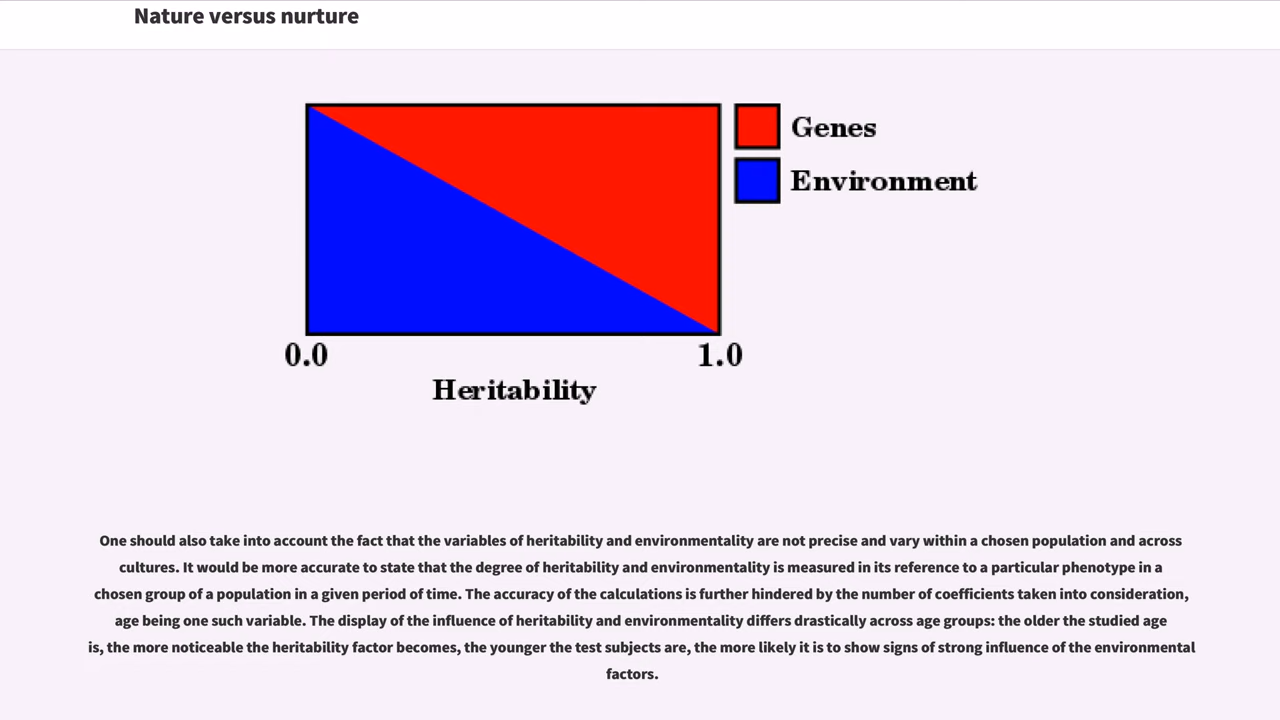 Nature versus nurture
Genes
Environment
0.0
1.0
Heritability
One should also take into account the fact that the variables of heritability and environmentality are not precise and vary within a chosen population and across
cultures. It would be more accurate to state that the degree of heritability and environmentality is measured in its reference to a particular phenotype in a
chosen group of a population in a given period of time. The accuracy of the calculations is further hindered by the number of coefficients taken into consideration,
age being one such variable. The display of the influence of heritability and environmentality differs drastically across age groups: the older the studied age
is, the more noticeable the heritability factor becomes, the younger the test subjects are, the more likely it is to show signs of strong influence of the environmental
factors.